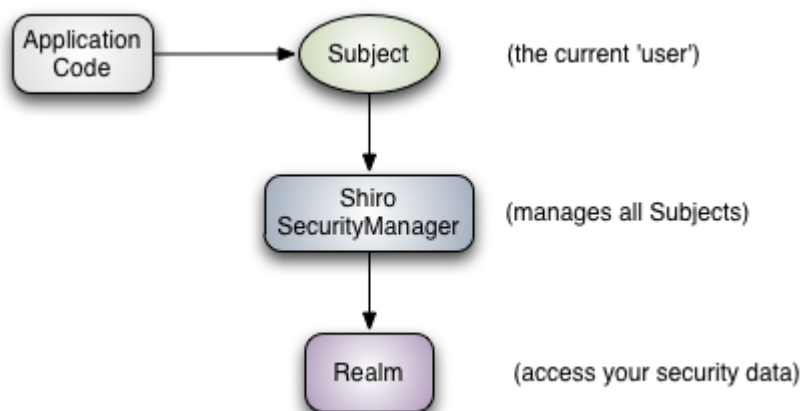 Application
Code
Subject
(the current 'user')
Shiro
SecurityManager
(manages all Subjects)
Realm
(access your security data)